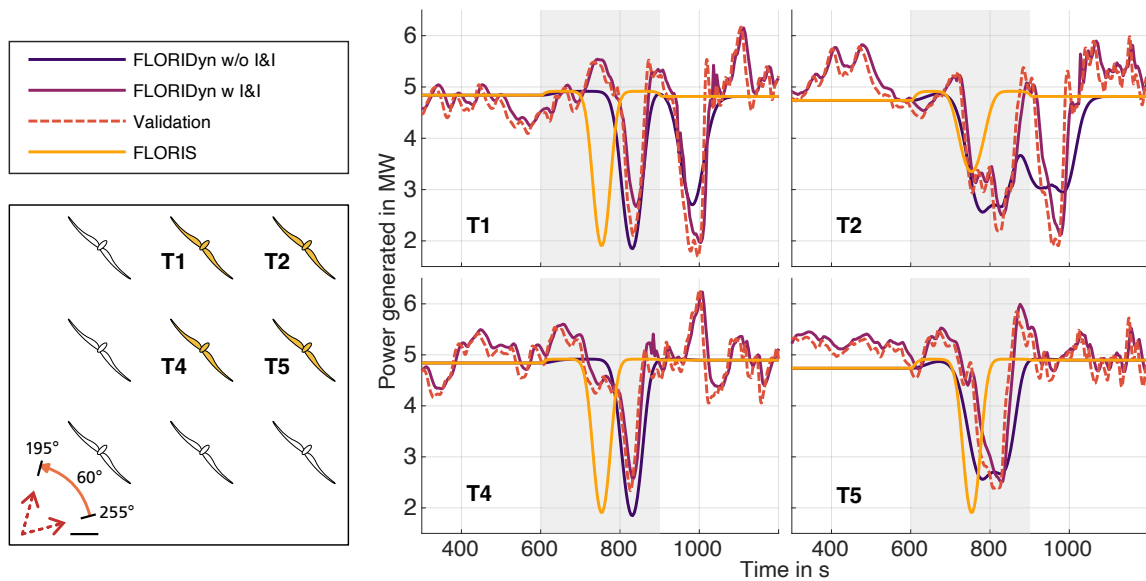 FLORIDyn w/o I&I
FLORIDyn w I&I
Validation
FLORIS
T1
T2
T4
T5
195°
60°
255°
Power generated in MW
6
5
4
3
2
T1
T2
6
5
4
3
2
T4
T5
400
600
800
1000
400
600
800
1000
Time in s